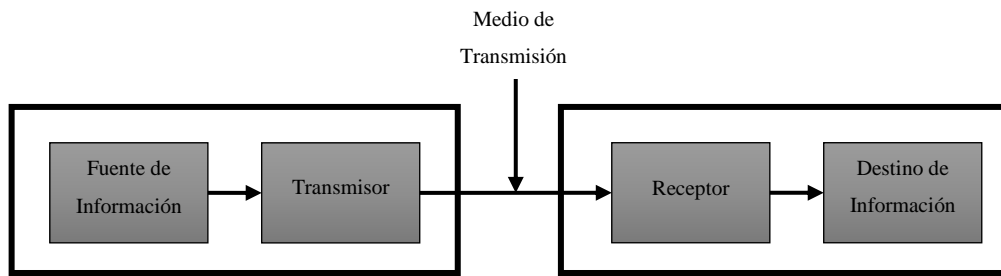 Medio de
Transmisión
Fuente de
Información
Transmisor
Receptor
Destino de
Información